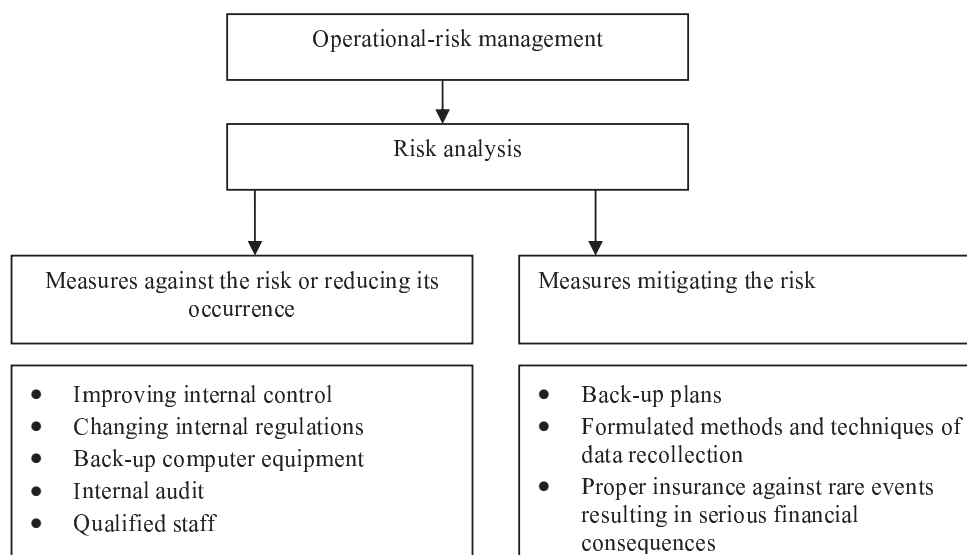 Operational-risk management
Risk analysis
Measures against the risk or reducing its
occurrence
Measures mitigating the risk
● Improving internal control
● Changing internal regulations
● Back-up computer equipment
● Internal audit
● Qualified staff
● Back-up plans
● Formulated methods and techniques of
data recollection
● Proper insurance against rare events
resulting in serious financial
consequences